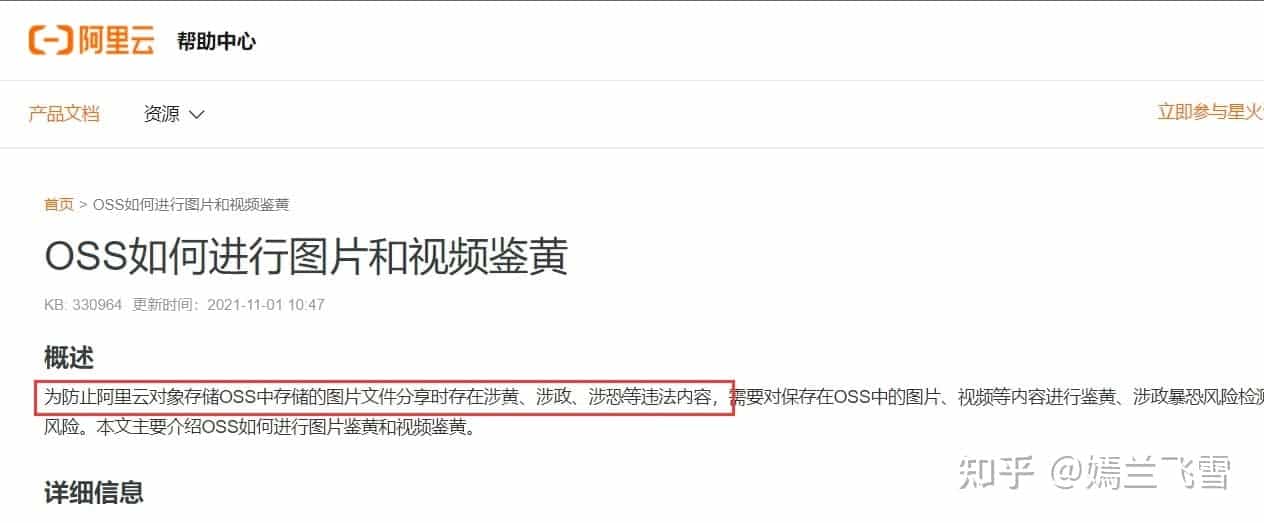 阿里云 帮助中心
产品文档 资源 立即参与星火
首页 > OSS如何进行图片和视频鉴黄
OSS如何进行图片和视频鉴黄
KB: 330964 更新时间：2021-11-01 10:47
概述
为防止阿里云对象存储OSS中存储的图片文件分享时存在涉黄、涉政、涉恐等违法内容，需要对保存在OSS中的图片、视频等内容进行鉴黄、涉政暴恐风险检测
风险。本文主要介绍OSS如何进行图片鉴黄和视频鉴黄。
详细信息
知乎 @嫣兰飞雪